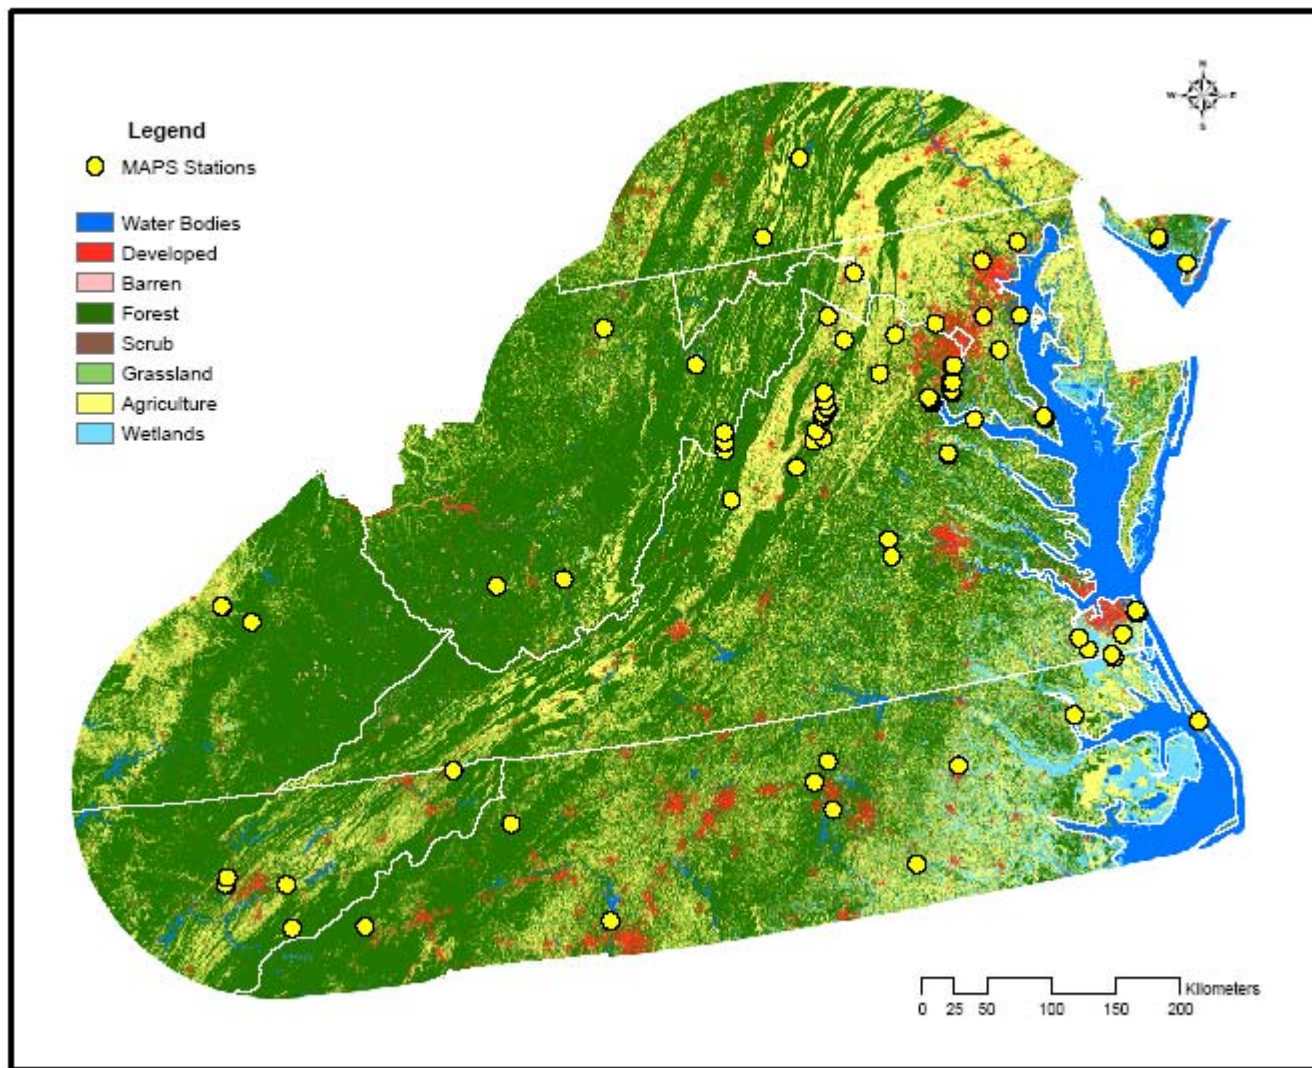 N
W E
S
Legend
MAPS Stations
Water Bodies
Developed
Barren
Forest
Scrub
Grassland
Agriculture
Wetlands
Kilometers
0 25 50 100 150 200